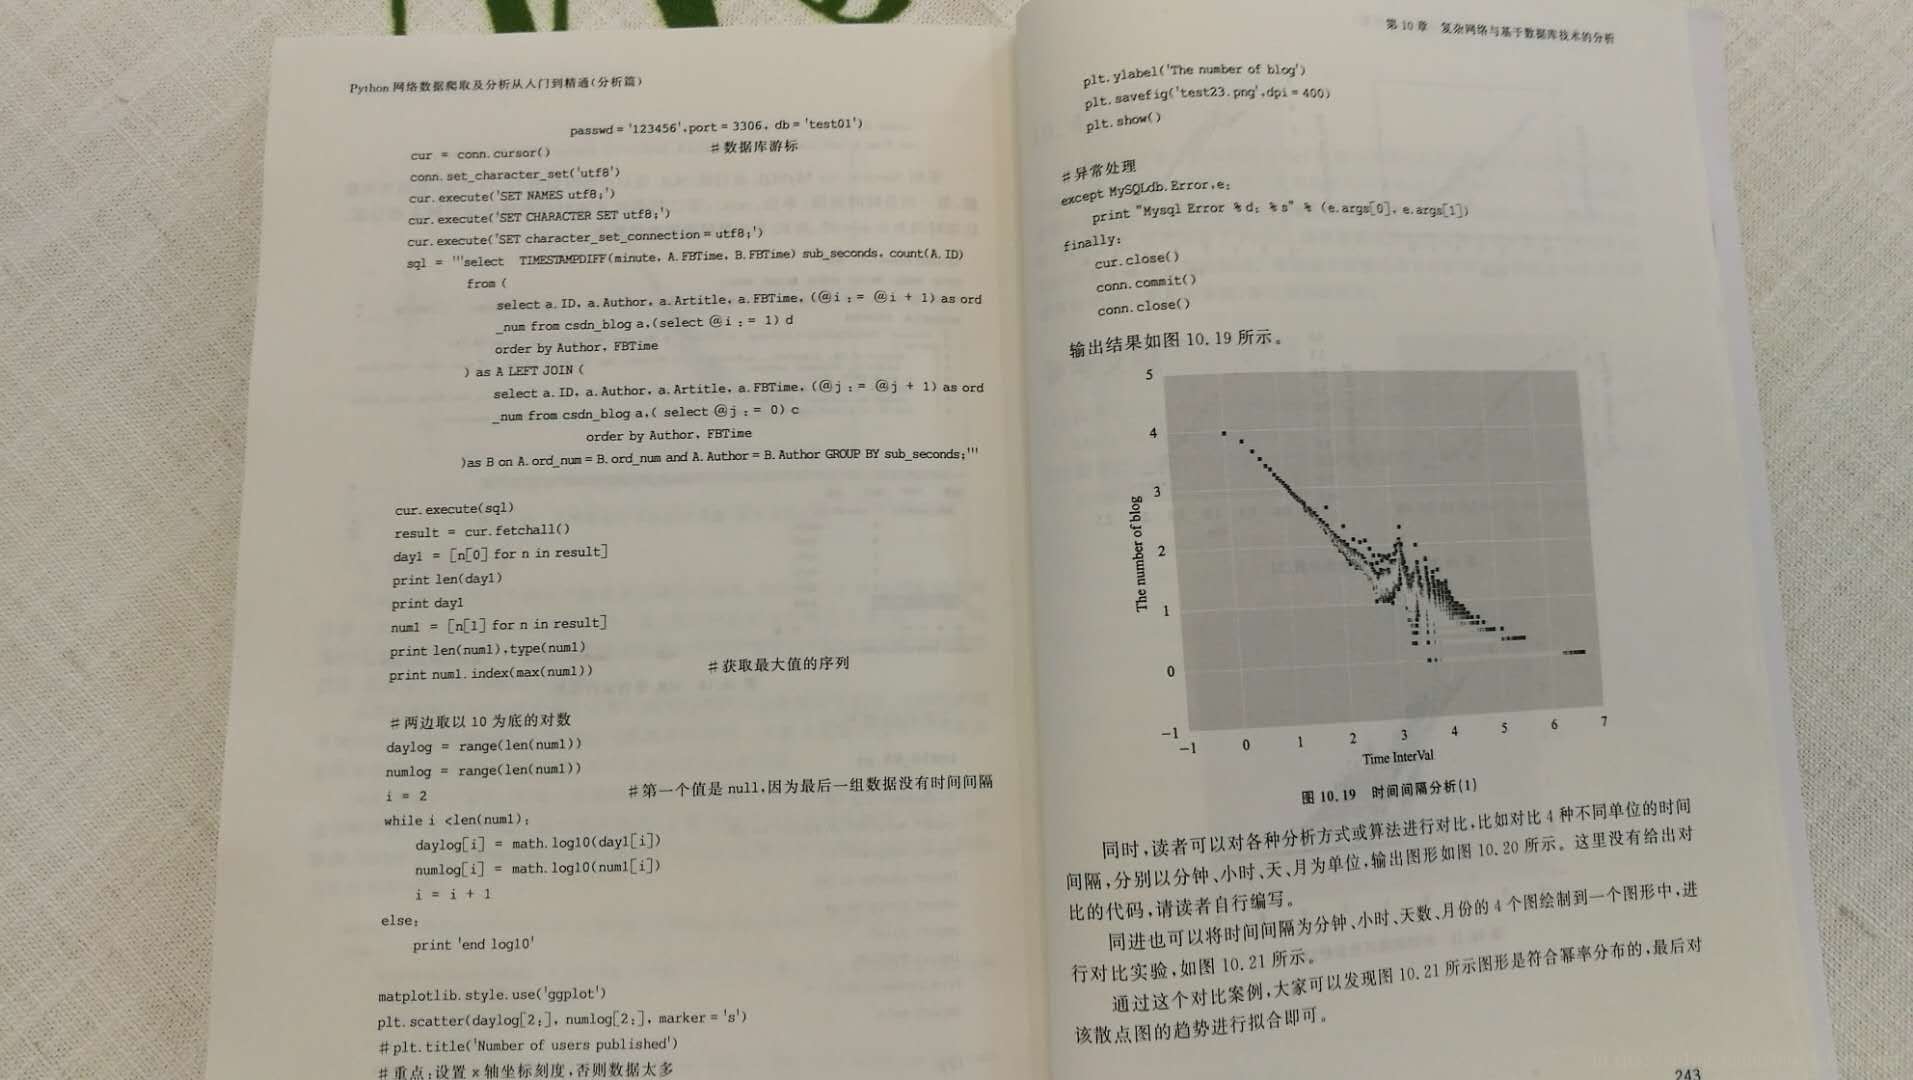 Python 网络数据爬取及分析从入门到精通(分析篇)
passwd = '123456',port = 3306, db = 'test01')
cur = conn.cursor() #数据库游标
conn.set_character_set('utf8')
cur.execute('SET NAMES utf8;')
cur.execute('SET CHARACTER SET utf8;')
cur.execute('SET character_set_connection = utf8;')
sql = '''select TIMESTAMPDIFF(minute, A.FBTime, B.FBTime) sub_seconds, count(A.ID)
from (
select a.ID, a.Author, a.Artitle, a.FBTime, (@i := @i + 1) as ord
_num from csdn_blog a,(select @i := 1) d
order by Author, FBTime
) as A LEFT JOIN (
select a.ID, a.Author, a.Artitle, a.FBTime, (@j := @j + 1) as ord
_num from csdn_blog a,( select @j := 0) c
order by Author, FBTime
)as B on A.ord_num = B.ord_num and A.Author = B.Author GROUP BY sub_seconds;'''
cur.execute(sql)
result = cur.fetchall()
day1 = [n[0] for n in result]
print len(day1)
print day1
num1 = [n[1] for n in result]
print len(num1),type(num1)
print num1.index(max(num1)) #获取最大值的序列
#两边取以 10 为底的对数
daylog = range(len(num1))
numlog = range(len(num1))
i = 2 #第一个值是 null,因为最后一组数据没有时间间隔
while i <len(num1):
daylog[i] = math.log10(day1[i])
numlog[i] = math.log10(num1[i])
i = i + 1
else:
print 'end log10'
matplotlib.style.use('ggplot')
plt.scatter(daylog[2:], numlog[2:], marker = 's')
#plt.title('Number of users published')
#重点:设置 x 轴坐标刻度,否则数据太多
第 10 章 复杂网络与基于数据库技术的分析
plt.ylabel('The number of blog')
plt.savefig('test23.png',dpi = 400)
plt.show()
#异常处理
except MySQLdb.Error,e:
print "Mysql Error %d: %s" % (e.args[0], e.args[1])
finally:
cur.close()
conn.commit()
conn.close()
输出结果如图 10.19 所示。
5
4
3
2
1
0
-1
The number of blog
-1 0 1 2 3 4 5 6 7
Time InterVal
图 10.19 时间间隔分析(1)
同时,读者可以对各种分析方式或算法进行对比,比如对比 4 种不同单位的时间
间隔,分别以分钟、小时、天、月为单位,输出图形如图 10.20 所示。这里没有给出对
比的代码,请读者自行编写。
同进也可以将时间间隔为分钟、小时、天数、月份的 4 个图绘制到一个图形中,进
行对比实验,如图 10.21 所示。
通过这个对比案例,大家可以发现图 10.21 所示图形是符合幂率分布的,最后对
该散点图的趋势进行拟合即可。
243